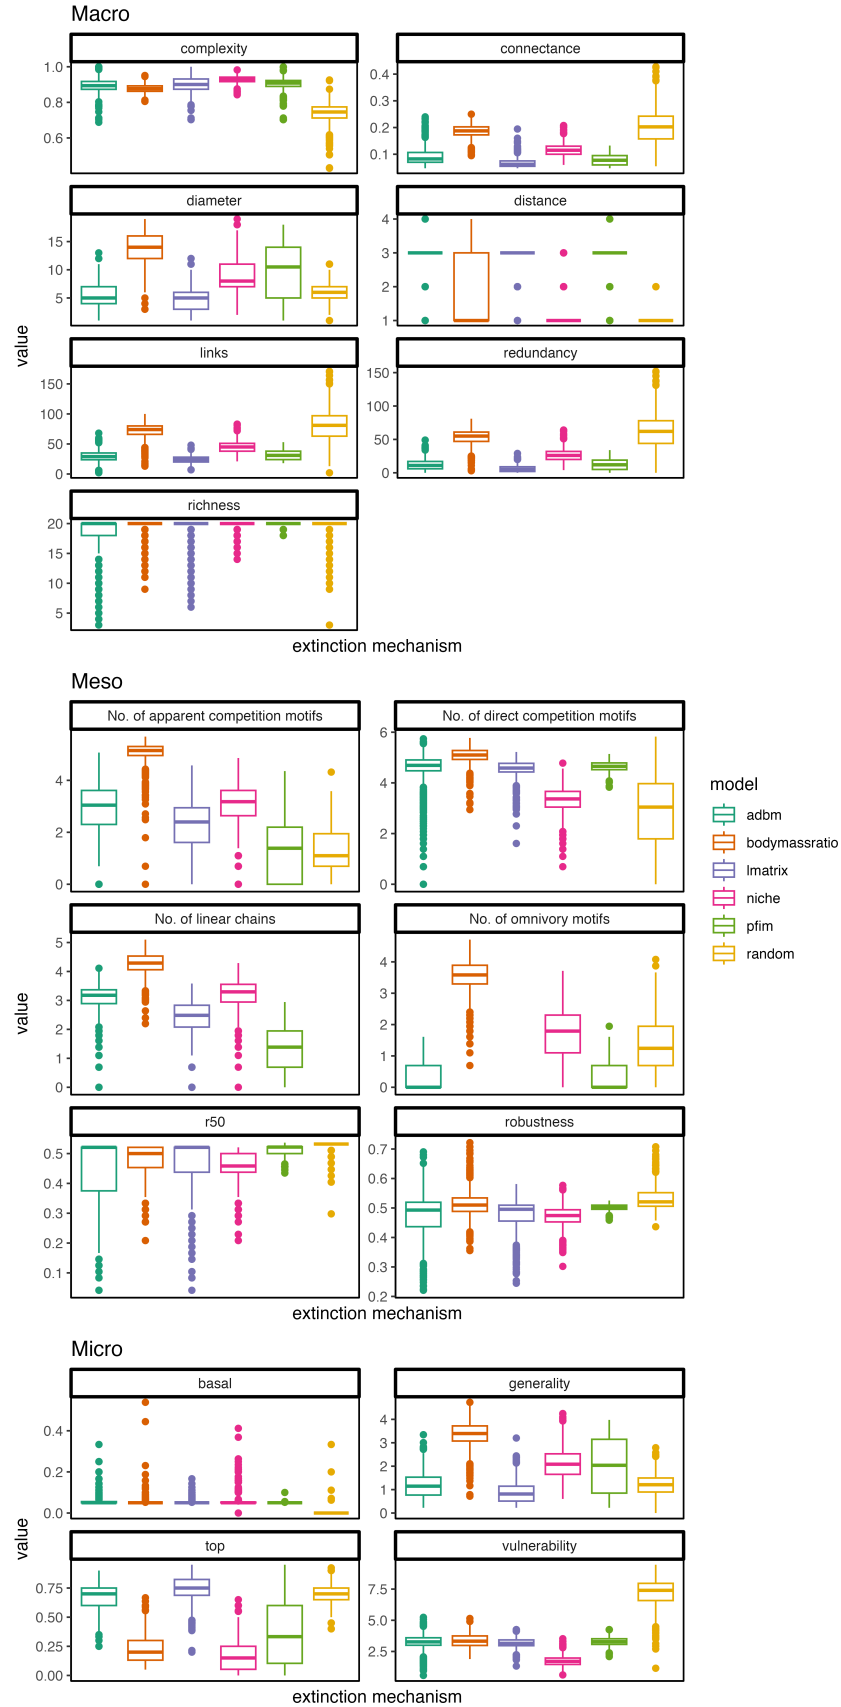 Macro
complexity
connectance
1.0
0.8
0.6
0.4
0.3
0.2
0.1
diameter
distance
15
10
5
4
3
2
1
links
redundancy
150
100
50
0
150
100
50
0
richness
20
15
10
5
value
extinction mechanism
Meso
No. of apparent competition motifs
No. of direct competition motifs
4
2
0
6
4
2
0
No. of linear chains
No. of omnivory motifs
5
4
3
2
1
0
4
3
2
1
0
r50
robustness
0.5
0.4
0.3
0.2
0.1
0.7
0.6
0.5
0.4
0.3
0.2
value
extinction mechanism
model
adbm
bodymassratio
lmatrix
niche
pfim
random
Micro
basal
generality
0.4
0.2
0.0
4
3
2
1
0
top
vulnerability
0.75
0.50
0.25
0.00
7.5
5.0
2.5
value
extinction mechanism